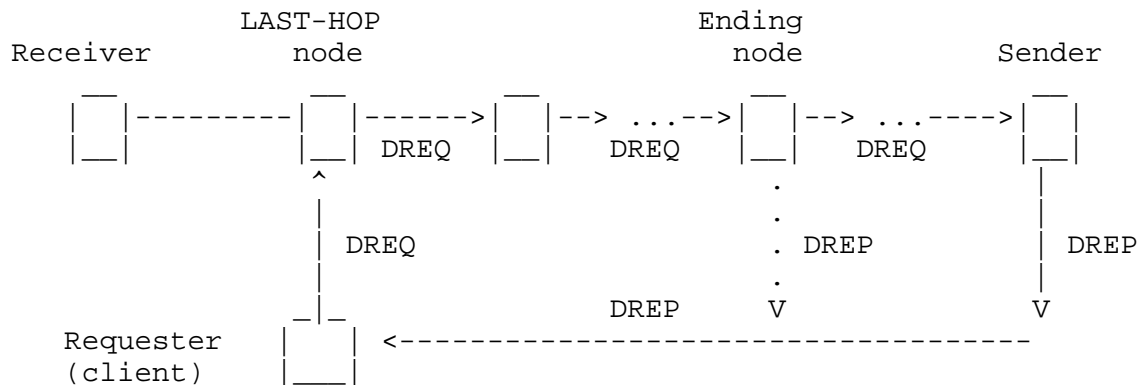 LAST-HOP Ending
Receiver node node Sender
... ...
DREQ DREQ DREQ
DREQ DREP DREP
DREP
Requester
(client)